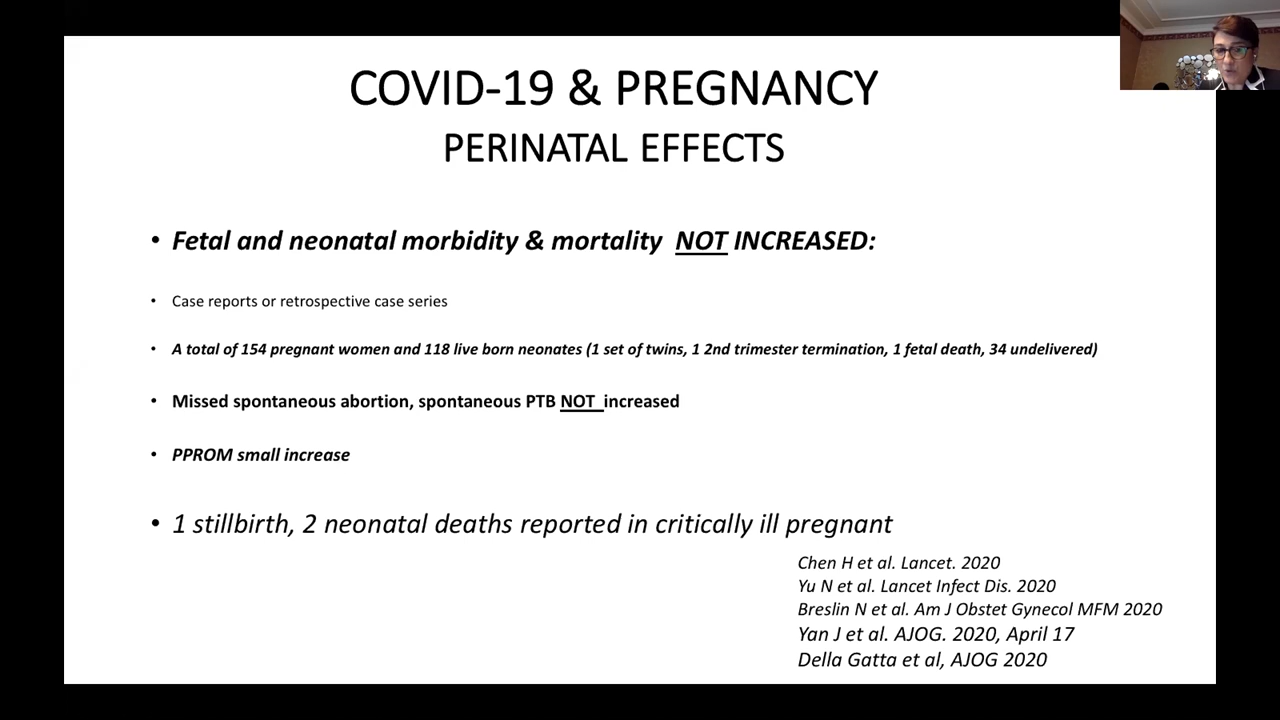 COVID-19 & PREGNANCY
PERINATAL EFFECTS
• Fetal and neonatal morbidity & mortality NOT INCREASED:
• Case reports or retrospective case series
• A total of 154 pregnant women and 118 live born neonates (1 set of twins, 1 2nd trimester termination, 1 fetal death, 34 undelivered)
• Missed spontaneous abortion, spontaneous PTB NOT increased
• PPROM small increase
• 1 stillbirth, 2 neonatal deaths reported in critically ill pregnant
Chen H et al. Lancet. 2020
Yu N et al. Lancet Infect Dis. 2020
Breslin N et al. Am J Obstet Gynecol MFM 2020
Yan J et al. AJOG. 2020, April 17
Della Gatta et al, AJOG 2020